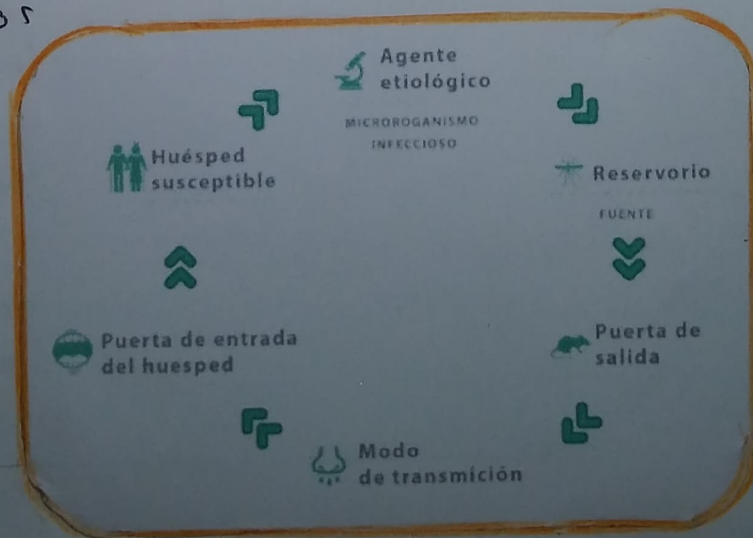 Agente
etiológico
MICROROGANISMO
INFECCIOSO
Reservorio
FUENTE
Puerta de
salida
Modo
de transmición
Puerta de entrada
del huesped
Huésped
susceptible